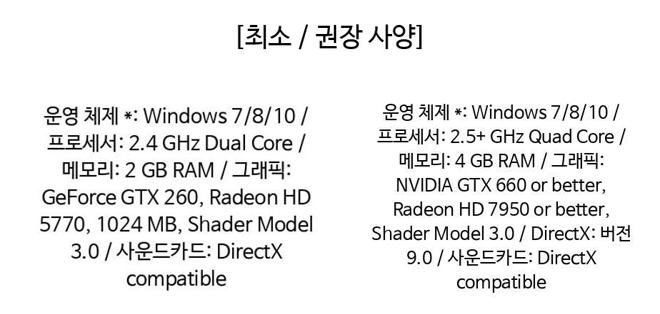 [최소 / 권장 사양]
운영 체제 *: Windows 7/8/10 /
프로세서: 2.4 GHz Dual Core /
메모리: 2 GB RAM / 그래픽:
GeForce GTX 260, Radeon HD
5770, 1024 MB, Shader Model
3.0 / 사운드카드: DirectX
compatible
운영 체제 *: Windows 7/8/10 /
프로세서: 2.5+ GHz Quad Core /
메모리: 4 GB RAM / 그래픽:
NVIDIA GTX 660 or better,
Radeon HD 7950 or better,
Shader Model 3.0 / DirectX: 버전
9.0 / 사운드카드: DirectX
compatible